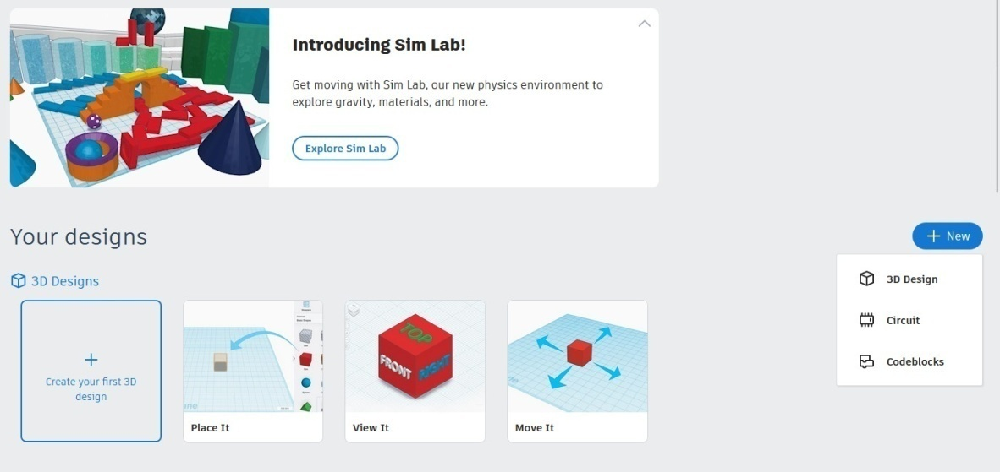 Introducing Sim Lab!
Get moving with Sim Lab, our new physics environment to
explore gravity, materials, and more.
Explore Sim Lab
Your designs
New
3D Design
Circuit
Codeblocks
3D Designs
Create your first 3D
design
Place It
TOP
FRONT
RIGHT
View It
Move It